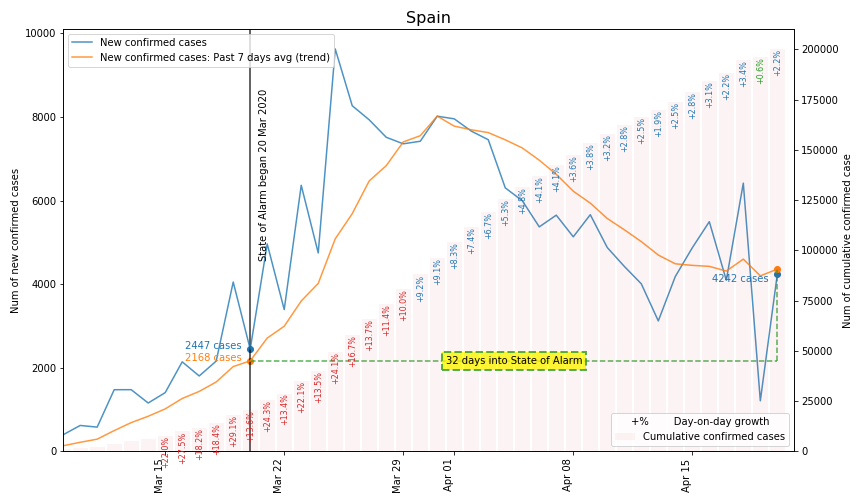 Spain
New confirmed cases
New confirmed cases: Past 7 days avg (trend)
10000
8000
6000
4000
2000
0
Num of new confirmed cases
200000
175000
150000
125000
100000
75000
50000
25000
0
Num of cumulative confirmed case
State of Alarm began 20 Mar 2020
2447 cases
2168 cases
4242 cases
32 days into State of Alarm
+22.0%
+27.5%
+18.2%
+18.4%
+29.1%
+13.6%
+24.3%
+13.4%
+22.1%
+13.5%
+24.1%
+16.7%
+13.7%
+11.4%
+10.0%
+9.2%
+9.1%
+8.3%
+7.4%
+6.7%
+5.3%
+4.8%
+4.1%
+4.1%
+3.6%
+3.8%
+3.2%
+2.8%
+2.5%
+1.9%
+2.5%
+2.8%
+3.1%
+2.2%
+3.4%
+0.6%
+2.2%
+% Day-on-day growth
Cumulative confirmed cases
Mar 15
Mar 22
Mar 29
Apr 01
Apr 08
Apr 15